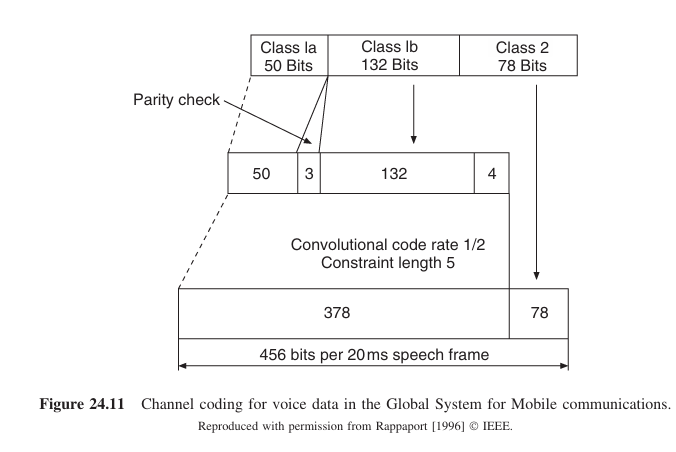 Class Ia Class Ib Class 2
50 Bits 132 Bits 78 Bits
Parity check
50 3 132 4
Convolutional code rate 1/2
Constraint length 5
378 78
456 bits per 20 ms speech frame
Figure 24.11 Channel coding for voice data in the Global System for Mobile communications.
Reproduced with permission from Rappaport [1996] © IEEE.